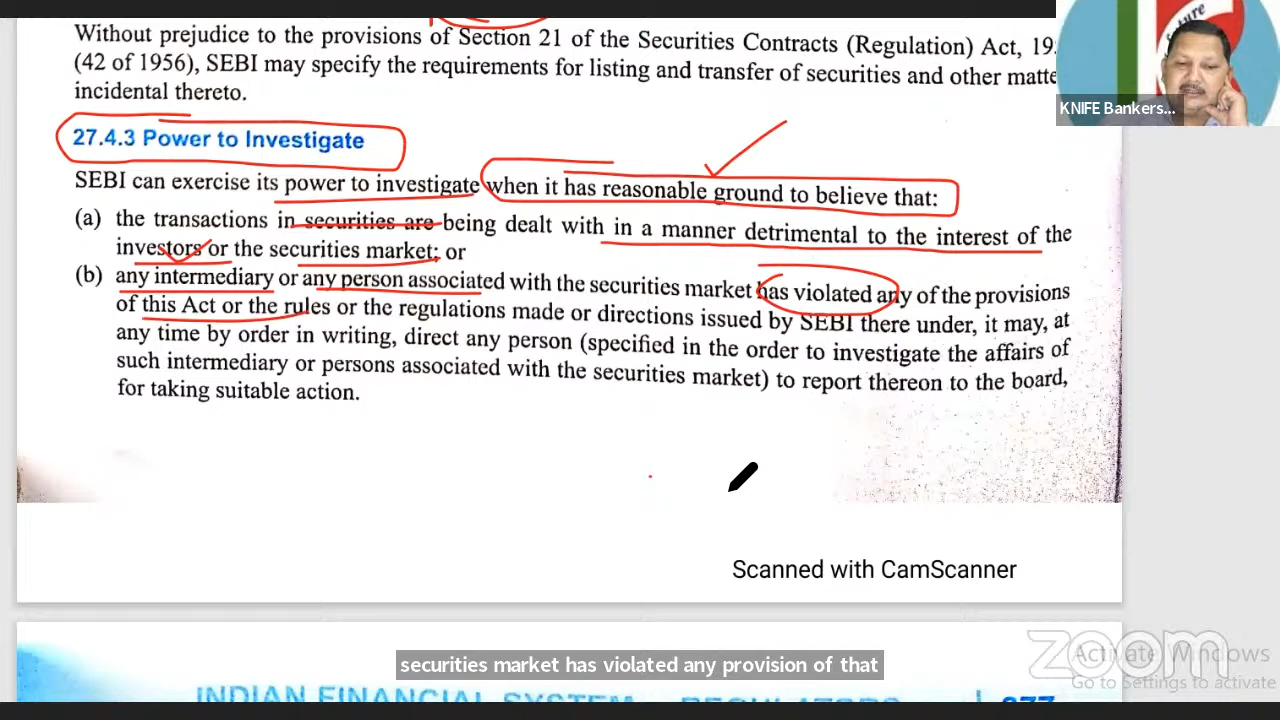 Without prejudice to the provisions of Section 21 of the Securities Contracts (Regulation) Act, 19
(42 of 1956), SEBI may specify the requirements for listing and transfer of securities and other matte
incidental thereto.
KNIFE Bankers...
27.4.3 Power to Investigate
SEBI can exercise its power to investigate when it has reasonable ground to believe that:
(a) the transactions in securities are being dealt with in a manner detrimental to the interest of the
investors or the securities market; or
(b) any intermediary or any person associated with the securities market has violated any of the provisions
of this Act or the rules or the regulations made or directions issued by SEBI there under, it may, at
any time by order in writing, direct any person (specified in the order to investigate the affairs of
such intermediary or persons associated with the securities market) to report thereon to the board,
for taking suitable action.
Scanned with CamScanner
zoom
Activate Windows
Go to Settings to activate
securities market has violated any provision of that
INDIAN FINANCIAL SYSTEM REGULATORS 277